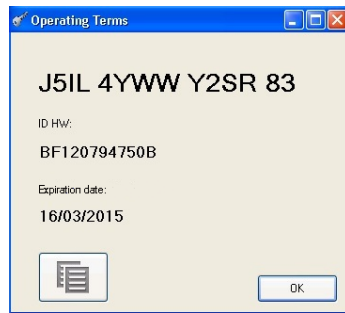 Operating Terms
J5IL 4YWW Y2SR 83
ID HW:
BF120794750B
Expiration date:
16/03/2015
OK